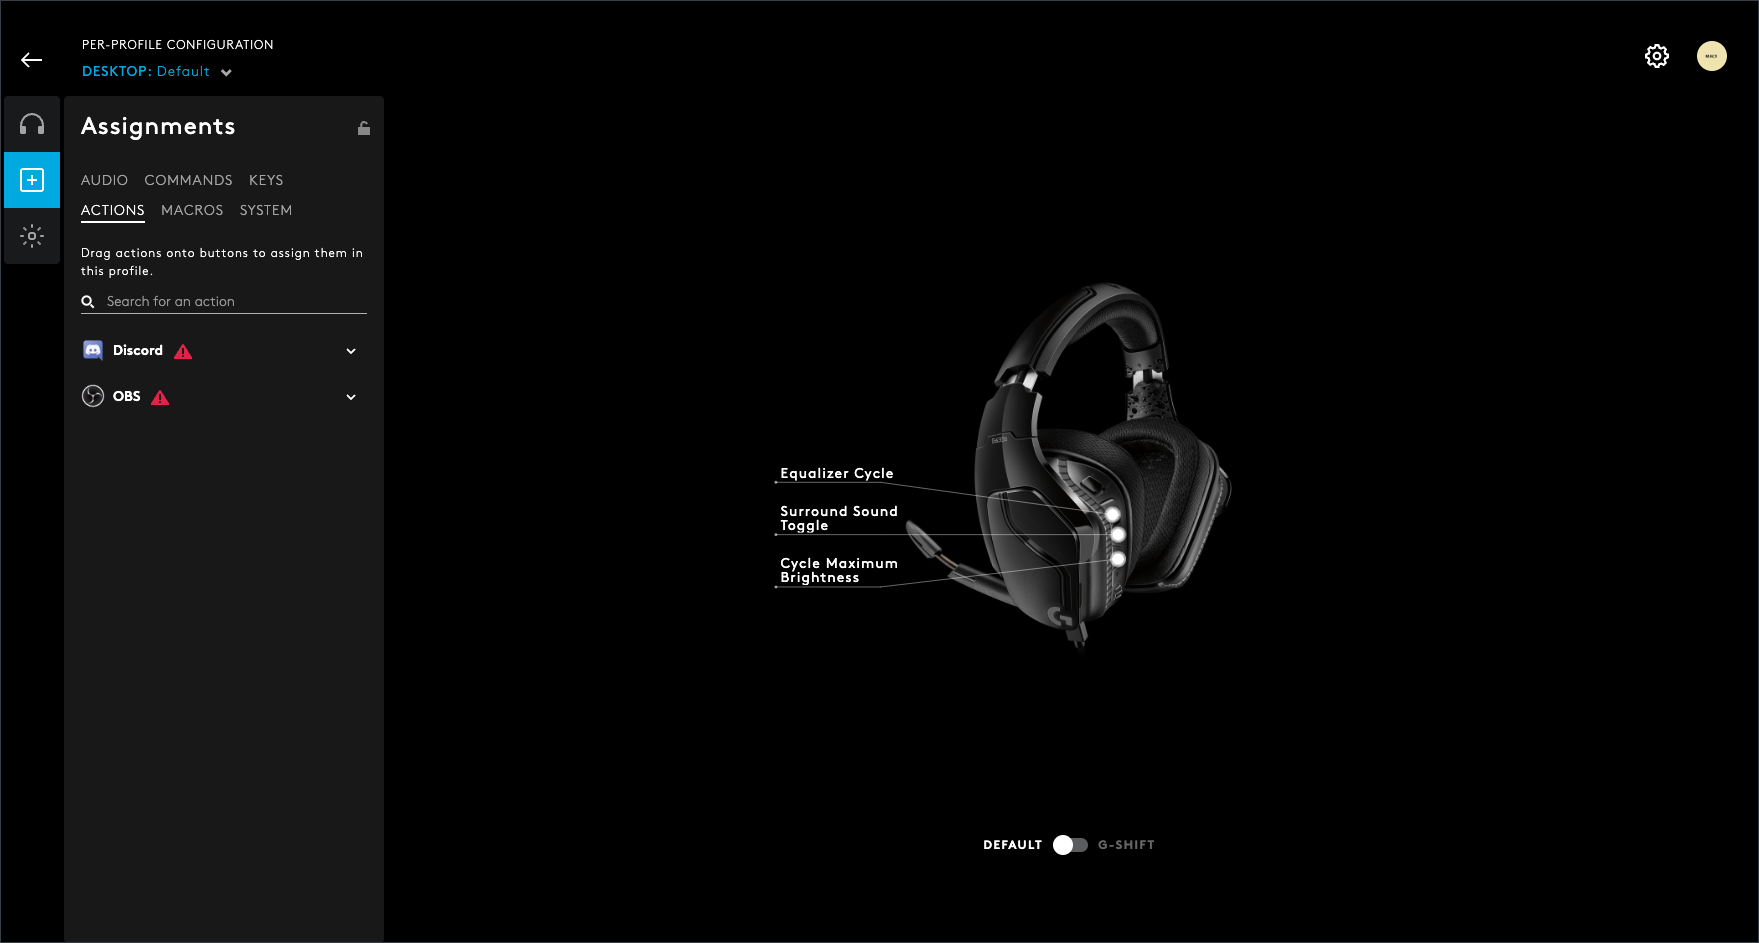 PER-PROFILE CONFIGURATION
DESKTOP: Default
Assignments
AUDIO COMMANDS KEYS
ACTIONS MACROS SYSTEM
Drag actions onto buttons to assign them in
this profile.
Search for an action
Discord
OBS
Equalizer Cycle
Surround Sound
Toggle
Cycle Maximum
Brightness
DEFAULT G-SHIFT